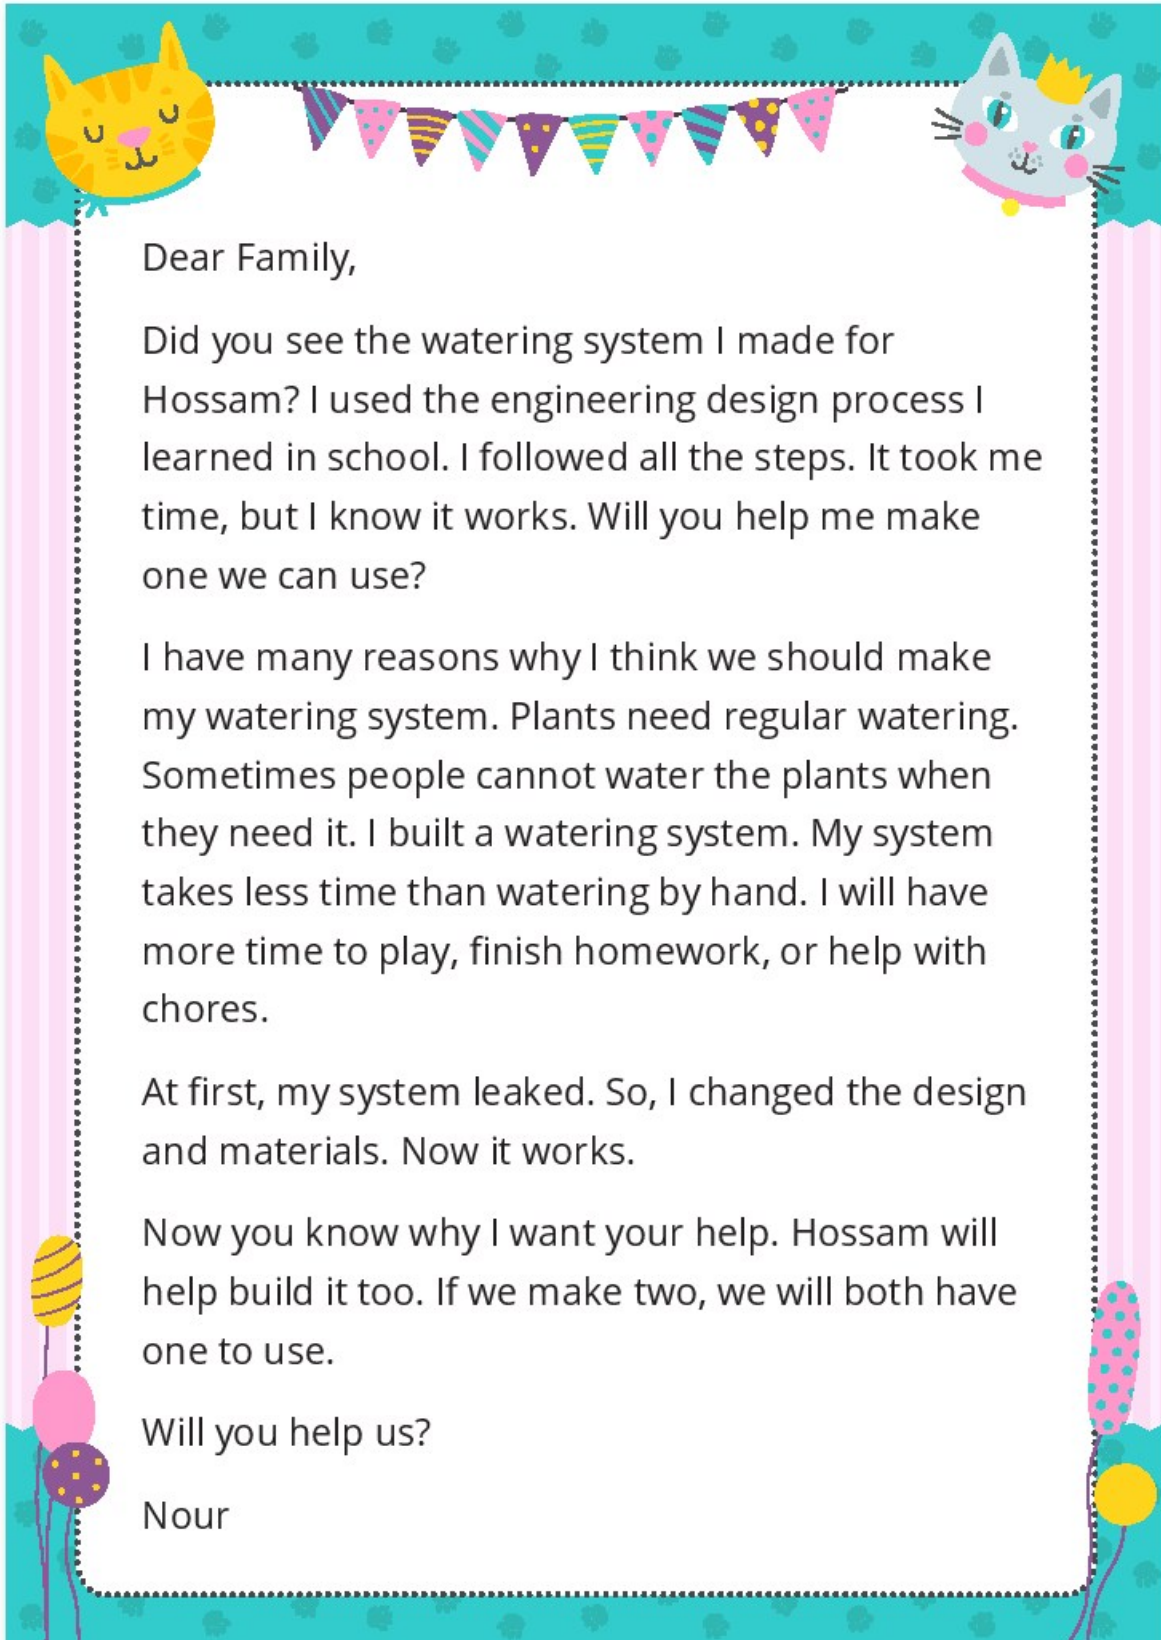 Dear Family,
Did you see the watering system I made for
Hossam? I used the engineering design process I
learned in school. I followed all the steps. It took me
time, but I know it works. Will you help me make
one we can use?
I have many reasons why I think we should make
my watering system. Plants need regular watering.
Sometimes people cannot water the plants when
they need it. I built a watering system. My system
takes less time than watering by hand. I will have
more time to play, finish homework, or help with
chores.
At first, my system leaked. So, I changed the design
and materials. Now it works.
Now you know why I want your help. Hossam will
help build it too. If we make two, we will both have
one to use.
Will you help us?
Nour